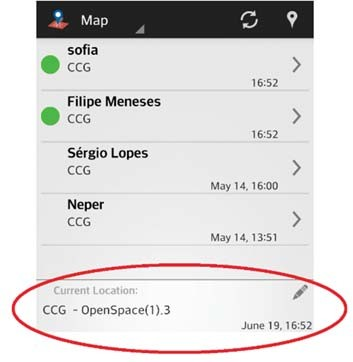 Map
sofia
CCG
16:52
Filipe Meneses
CCG
16:52
Sérgio Lopes
CCG
May 14, 16:00
Neper
CCG
May 14, 13:51
Current Location:
CCG - OpenSpace(1).3
June 19, 16:52